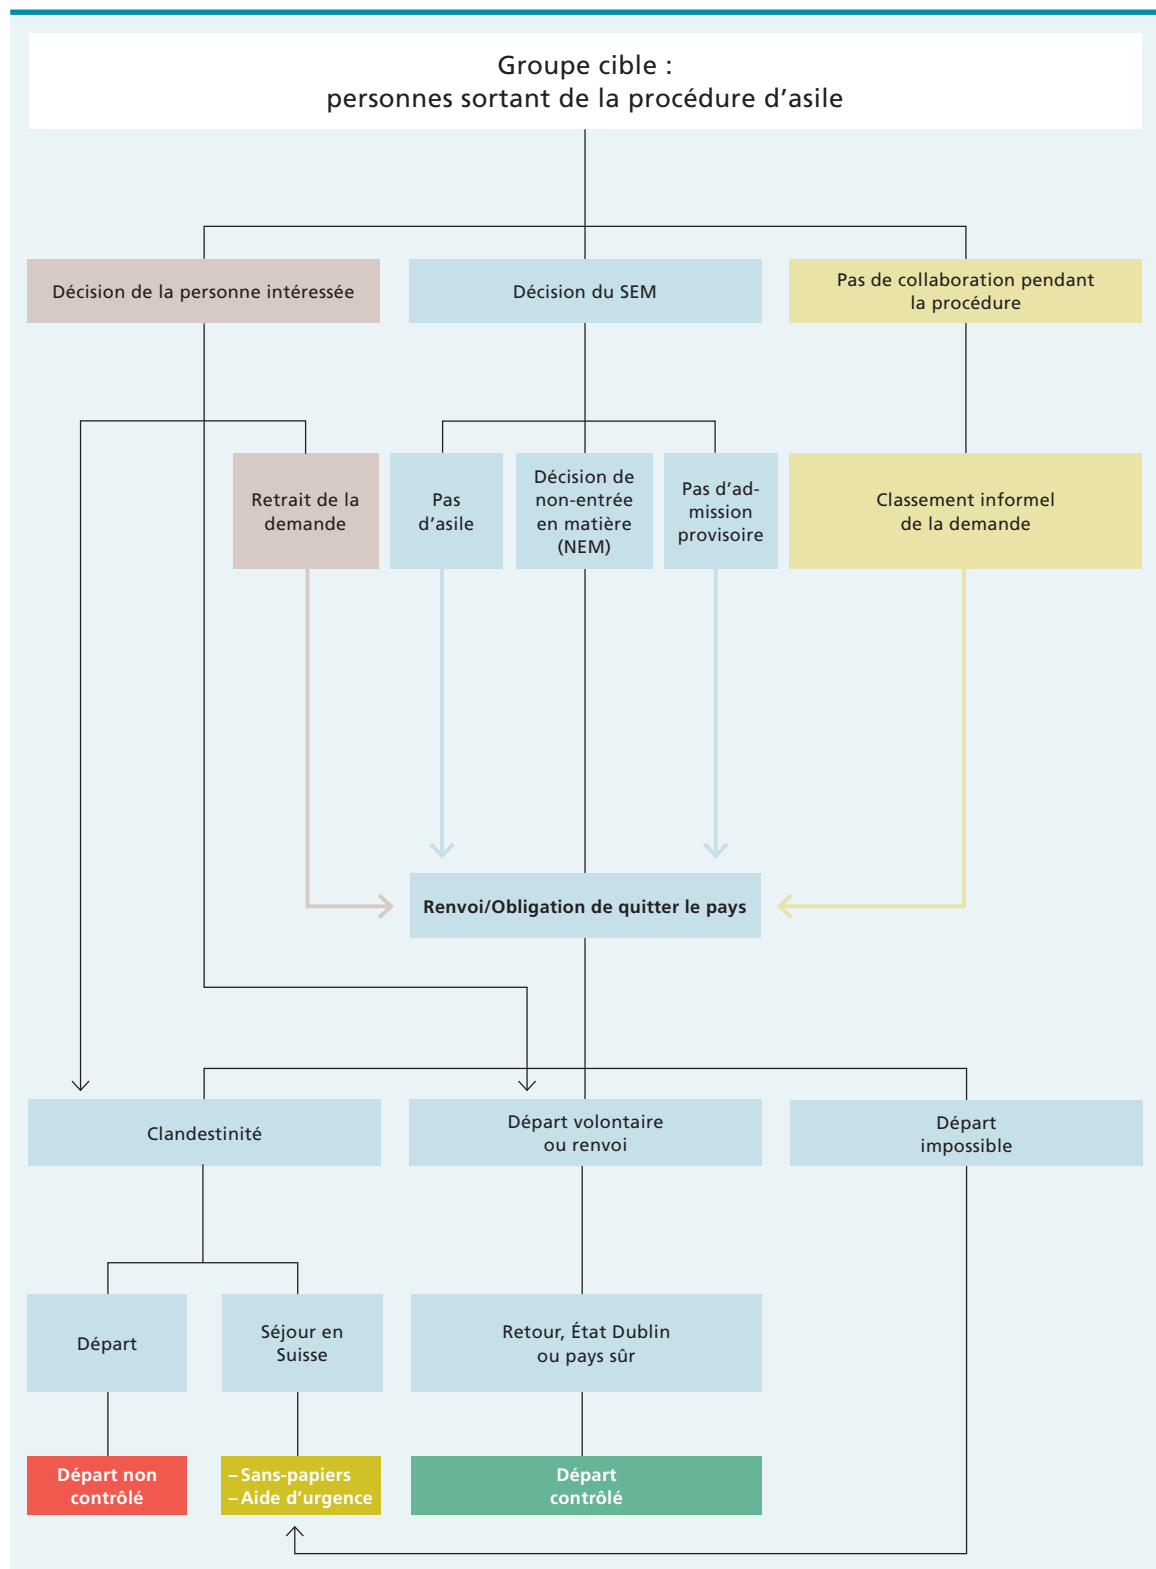 Groupe cible :
personnes sortant de la procédure d’asile
Décision de la personne intéressée
Décision du SEM
Pas de collaboration pendant
la procédure
Retrait de la
demande
Pas
d’asile
Décision de
non-entrée
en matière
(NEM)
Pas d’ad-
mission
provisoire
Classement informel
de la demande
Renvoi/Obligation de quitter le pays
Clandestinité
Départ volontaire
ou renvoi
Départ
impossible
Départ
Séjour en
Suisse
Retour, État Dublin
ou pays sûr
Départ non
contrôlé
– Sans-papiers
– Aide d’urgence
Départ
contrôlé